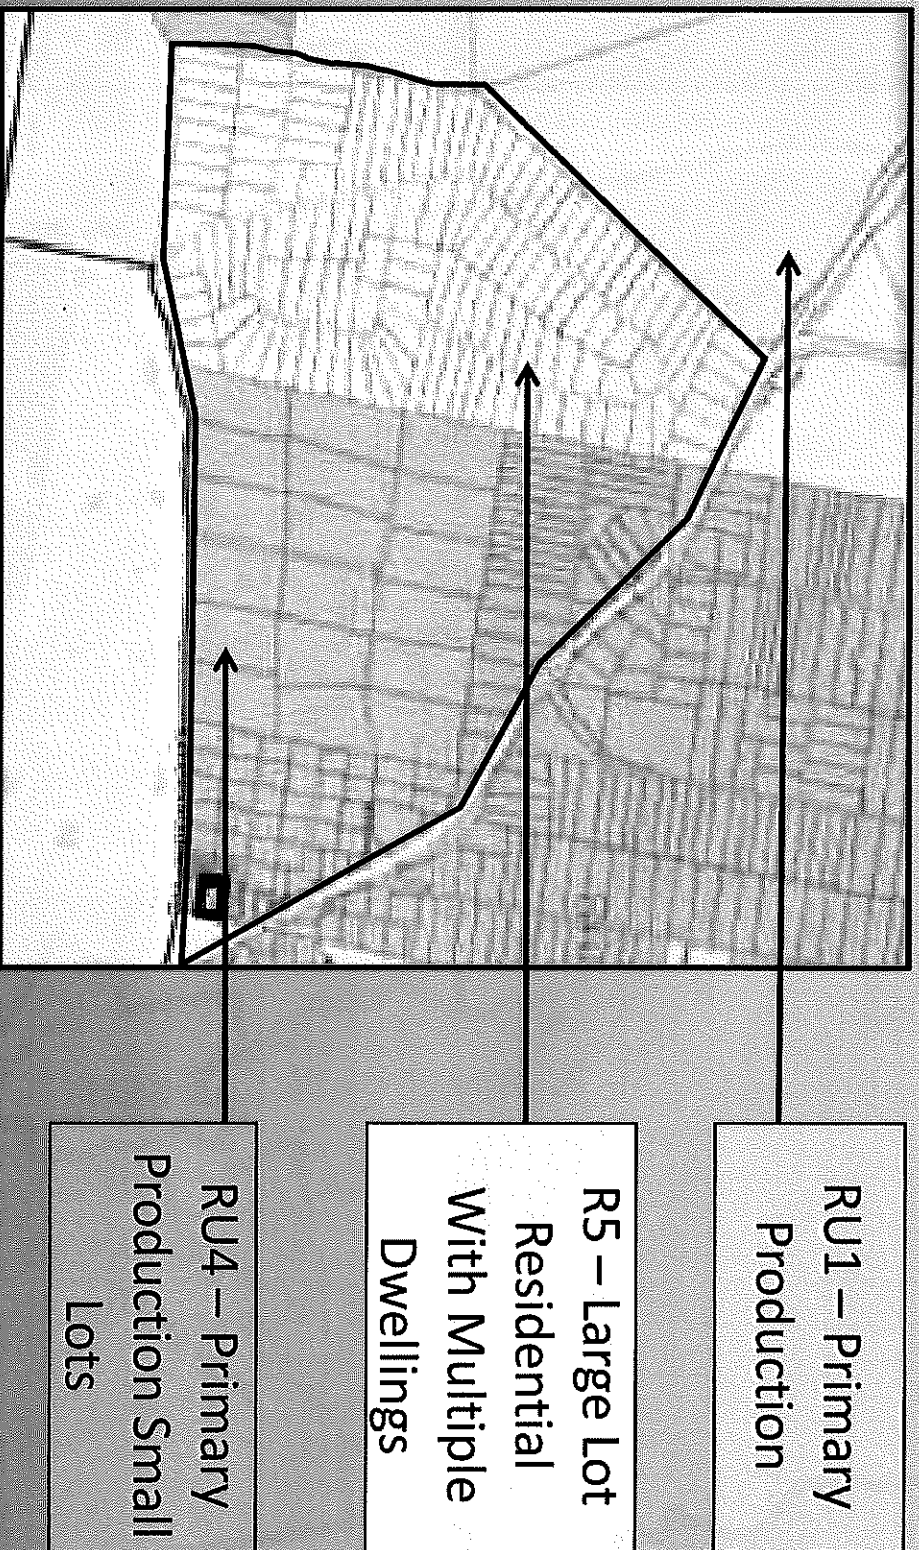 RU1 – Primary
Production
R5 – Large Lot
Residential
With Multiple
Dwellings
RU4 – Primary
Production Small
Lots